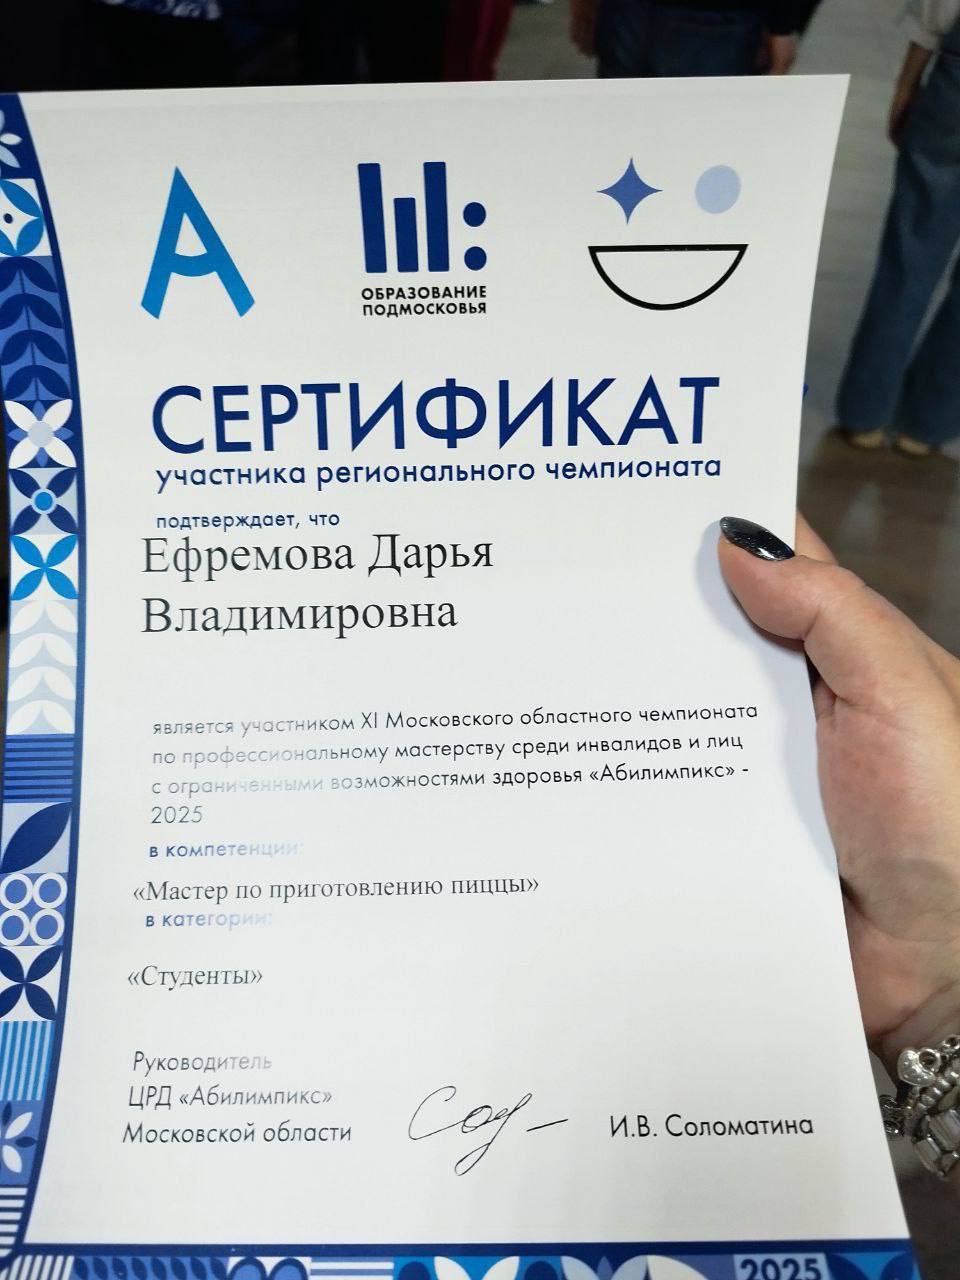 ОБРАЗОВАНИЕ
ПОДМОСКОВЬЯ
СЕРТИФИКАТ
участника регионального чемпионата
подтверждает, что
Ефремова Дарья
Владимировна
является участником XI Московского областного чемпионата
по профессиональному мастерству среди инвалидов и лиц
с ограниченными возможностями здоровья «Абилимпикс» -
2025
в компетенции:
«Мастер по приготовлению пиццы»
в категории:
«Студенты»
Руководитель
ЦРД «Абилимпикс»
Московской области
И.В. Соломатина
2025